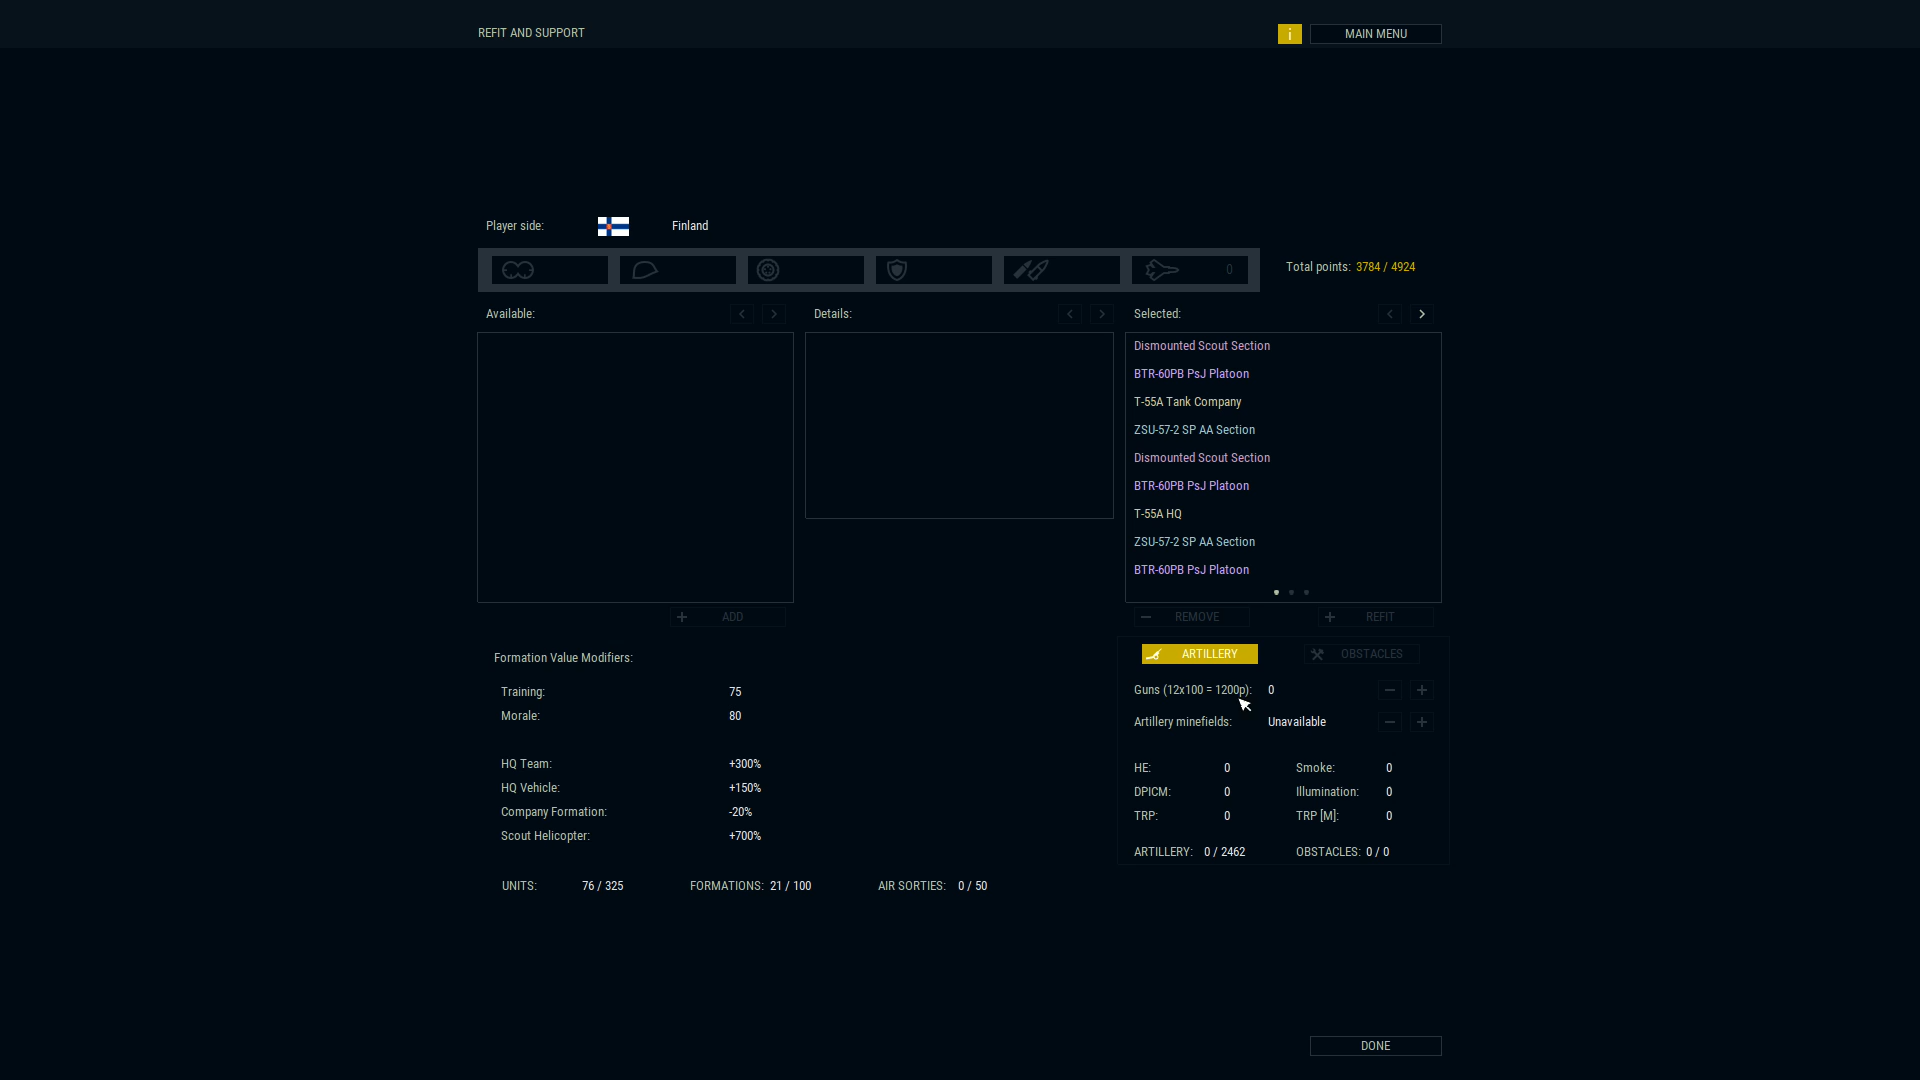 REFIT AND SUPPORT
i
MAIN MENU
Player side:
Finland
0
Total points: 3784 / 4924
Available:
Details:
Selected:
Dismounted Scout Section
BTR-60PB PsJ Platoon
T-55A Tank Company
ZSU-57-2 SP AA Section
Dismounted Scout Section
BTR-60PB PsJ Platoon
T-55A HQ
ZSU-57-2 SP AA Section
BTR-60PB PsJ Platoon
ADD
REMOVE
REFIT
Formation Value Modifiers:
Training: 75
Morale: 80
HQ Team: +300%
HQ Vehicle: +150%
Company Formation: -20%
Scout Helicopter: +700%
ARTILLERY
OBSTACLES
Guns (12x100 = 1200p): 0
Artillery minefields: Unavailable
HE: 0 Smoke: 0
DPICM: 0 Illumination: 0
TRP: 0 TRP [M]: 0
ARTILLERY: 0 / 2462 OBSTACLES: 0 / 0
UNITS: 76 / 325 FORMATIONS: 21 / 100 AIR SORTIES: 0 / 50
DONE